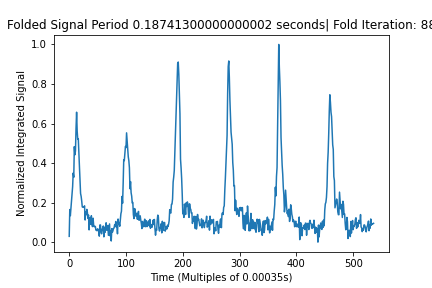 Folded Signal Period 0.18741300000000002 seconds| Fold Iteration: 88
1.0
0.8
0.6
0.4
0.2
0.0
Normalized Integrated Signal
0 100 200 300 400 500
Time (Multiples of 0.00035s)